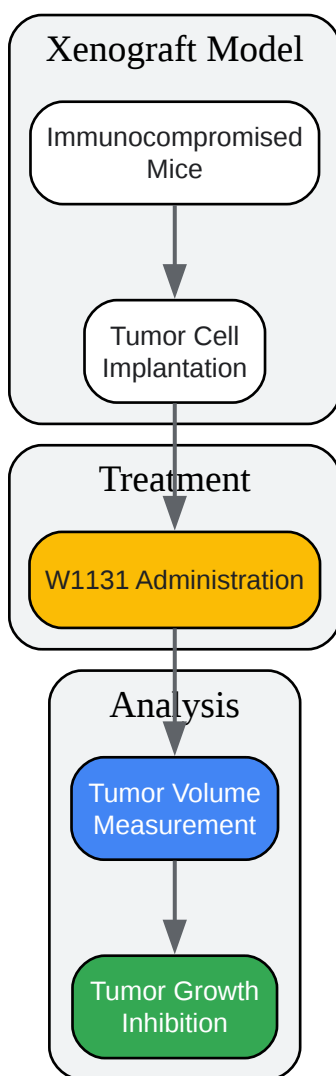 Xenograft Model
Immunocompromised
Mice
Tumor Cell
Implantation
Treatment
W1131 Administration
Analysis
Tumor Volume
Measurement
Tumor Growth
Inhibition